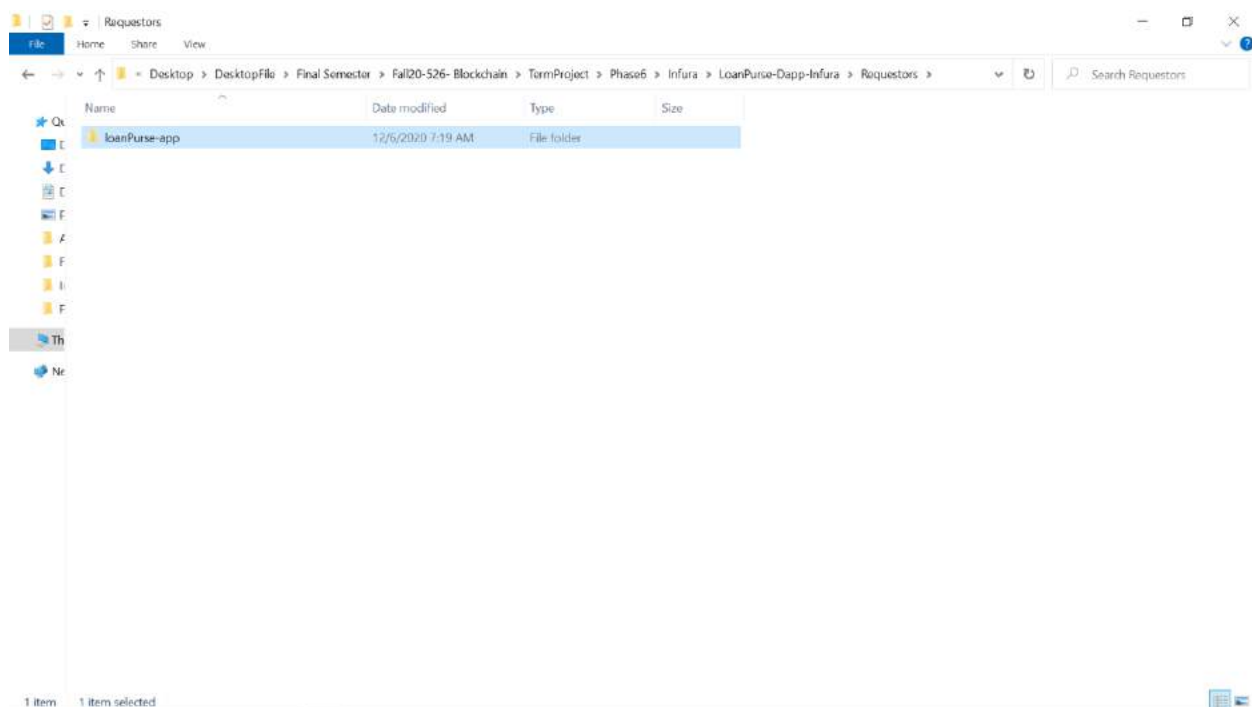 Requestors
File Home Share View
« Desktop > DesktopFile > Final Semester > Fall20-526- Blockchain > TermProject > Phase6 > Infura > LoanPurse-Dapp-Infura > Requestors >
Search Requestors
Name Date modified Type Size
Qu
loanPurse-app 12/6/2020 7:19 AM File folder
D
D
D
P
A
F
F
Th
Ne
1 item 1 item selected